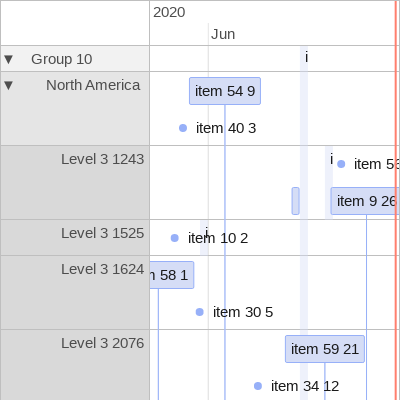 2020
Jun
▼ Group 10
i
▼ North America
item 54 9
item 40 3
Level 3 1243
i
item 9 26
Level 3 1525
i
item 10 2
Level 3 1624
58 1
item 30 5
Level 3 2076
item 59 21
item 34 12